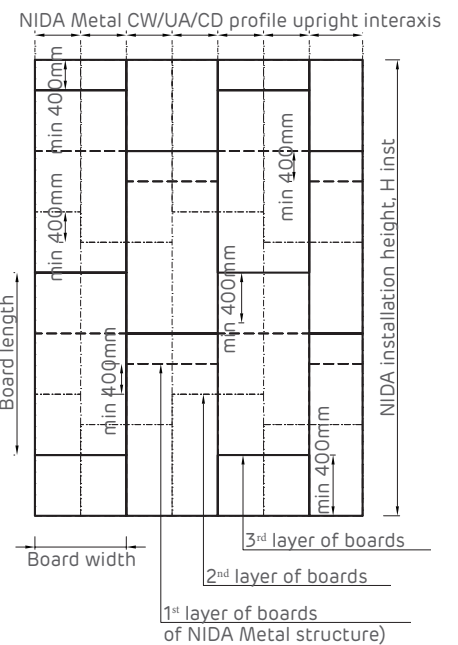 NIDA Metal CW/UA/CD profile upright interaxis
min 400mm
min 400mm
min 400mm
NIDA installation height, H inst
min 400mm
Board length
min 400mm
min 400mm
3rd layer of boards
Board width
2nd layer of boards
1st layer of boards
of NIDA Metal structure)